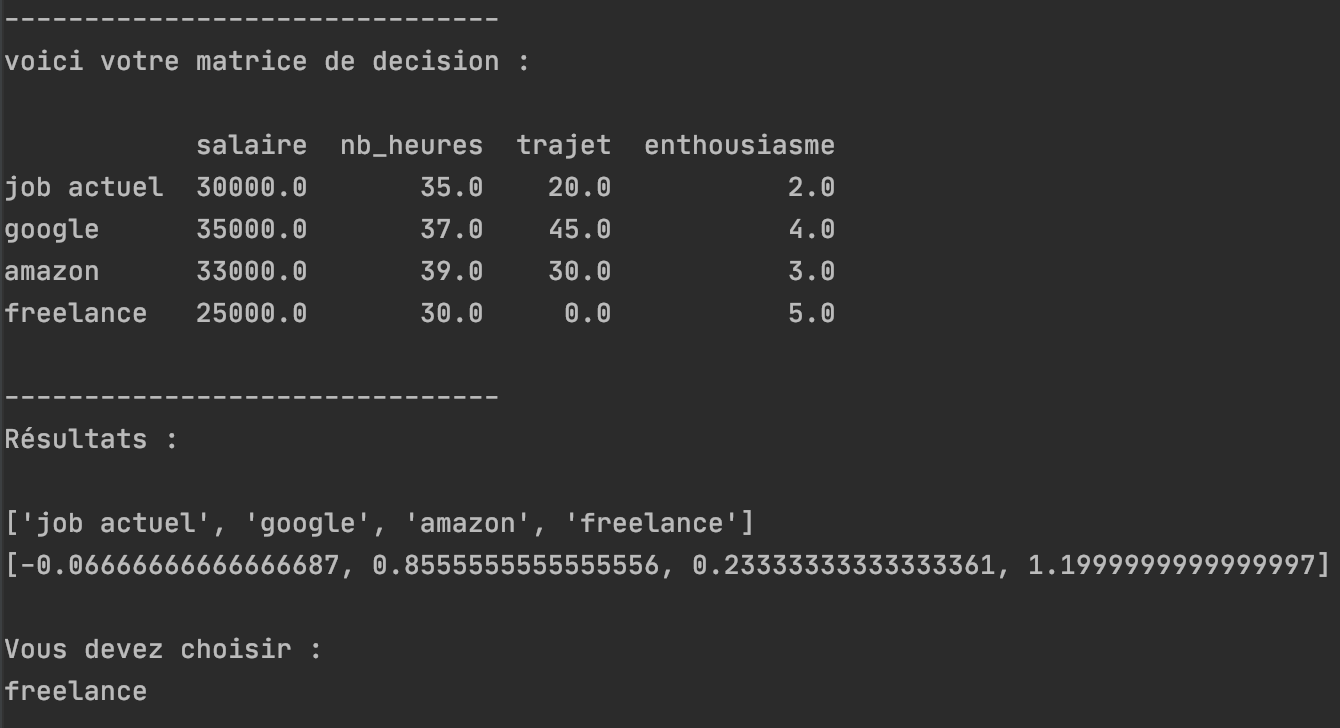 -------------------------------
voici votre matrice de decision :
salaire nb_heures trajet enthousiasme
job actuel 30000.0 35.0 20.0 2.0
google 35000.0 37.0 45.0 4.0
amazon 33000.0 39.0 30.0 3.0
freelance 25000.0 30.0 0.0 5.0
-------------------------------
Résultats :
['job actuel', 'google', 'amazon', 'freelance']
[-0.06666666666666687, 0.8555555555555556, 0.23333333333333361, 1.1999999999999997]
Vous devez choisir :
freelance